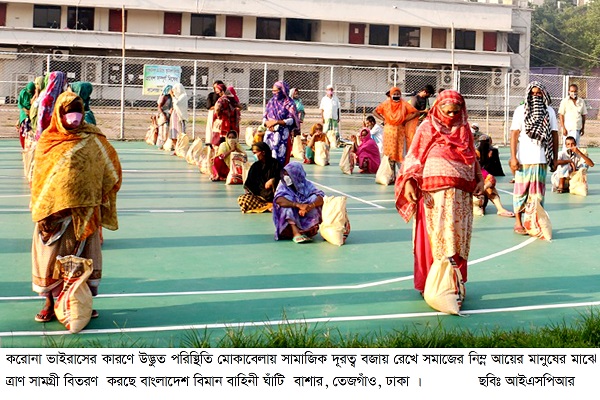 করোনা ভাইরাসের কারণে উদ্ভুত পরিস্থিতি মোকাবেলায় সামাজিক দূরত্ব বজায় রেখে সমাজের নিম্ন আয়ের মানুষের মাঝে
ত্রাণ সামগ্রী বিতরণ করছে বাংলাদেশ বিমান বাহিনী ঘাঁটি বাশার, তেজগাঁও, ঢাকা । ছবিঃ আইএসপিআর